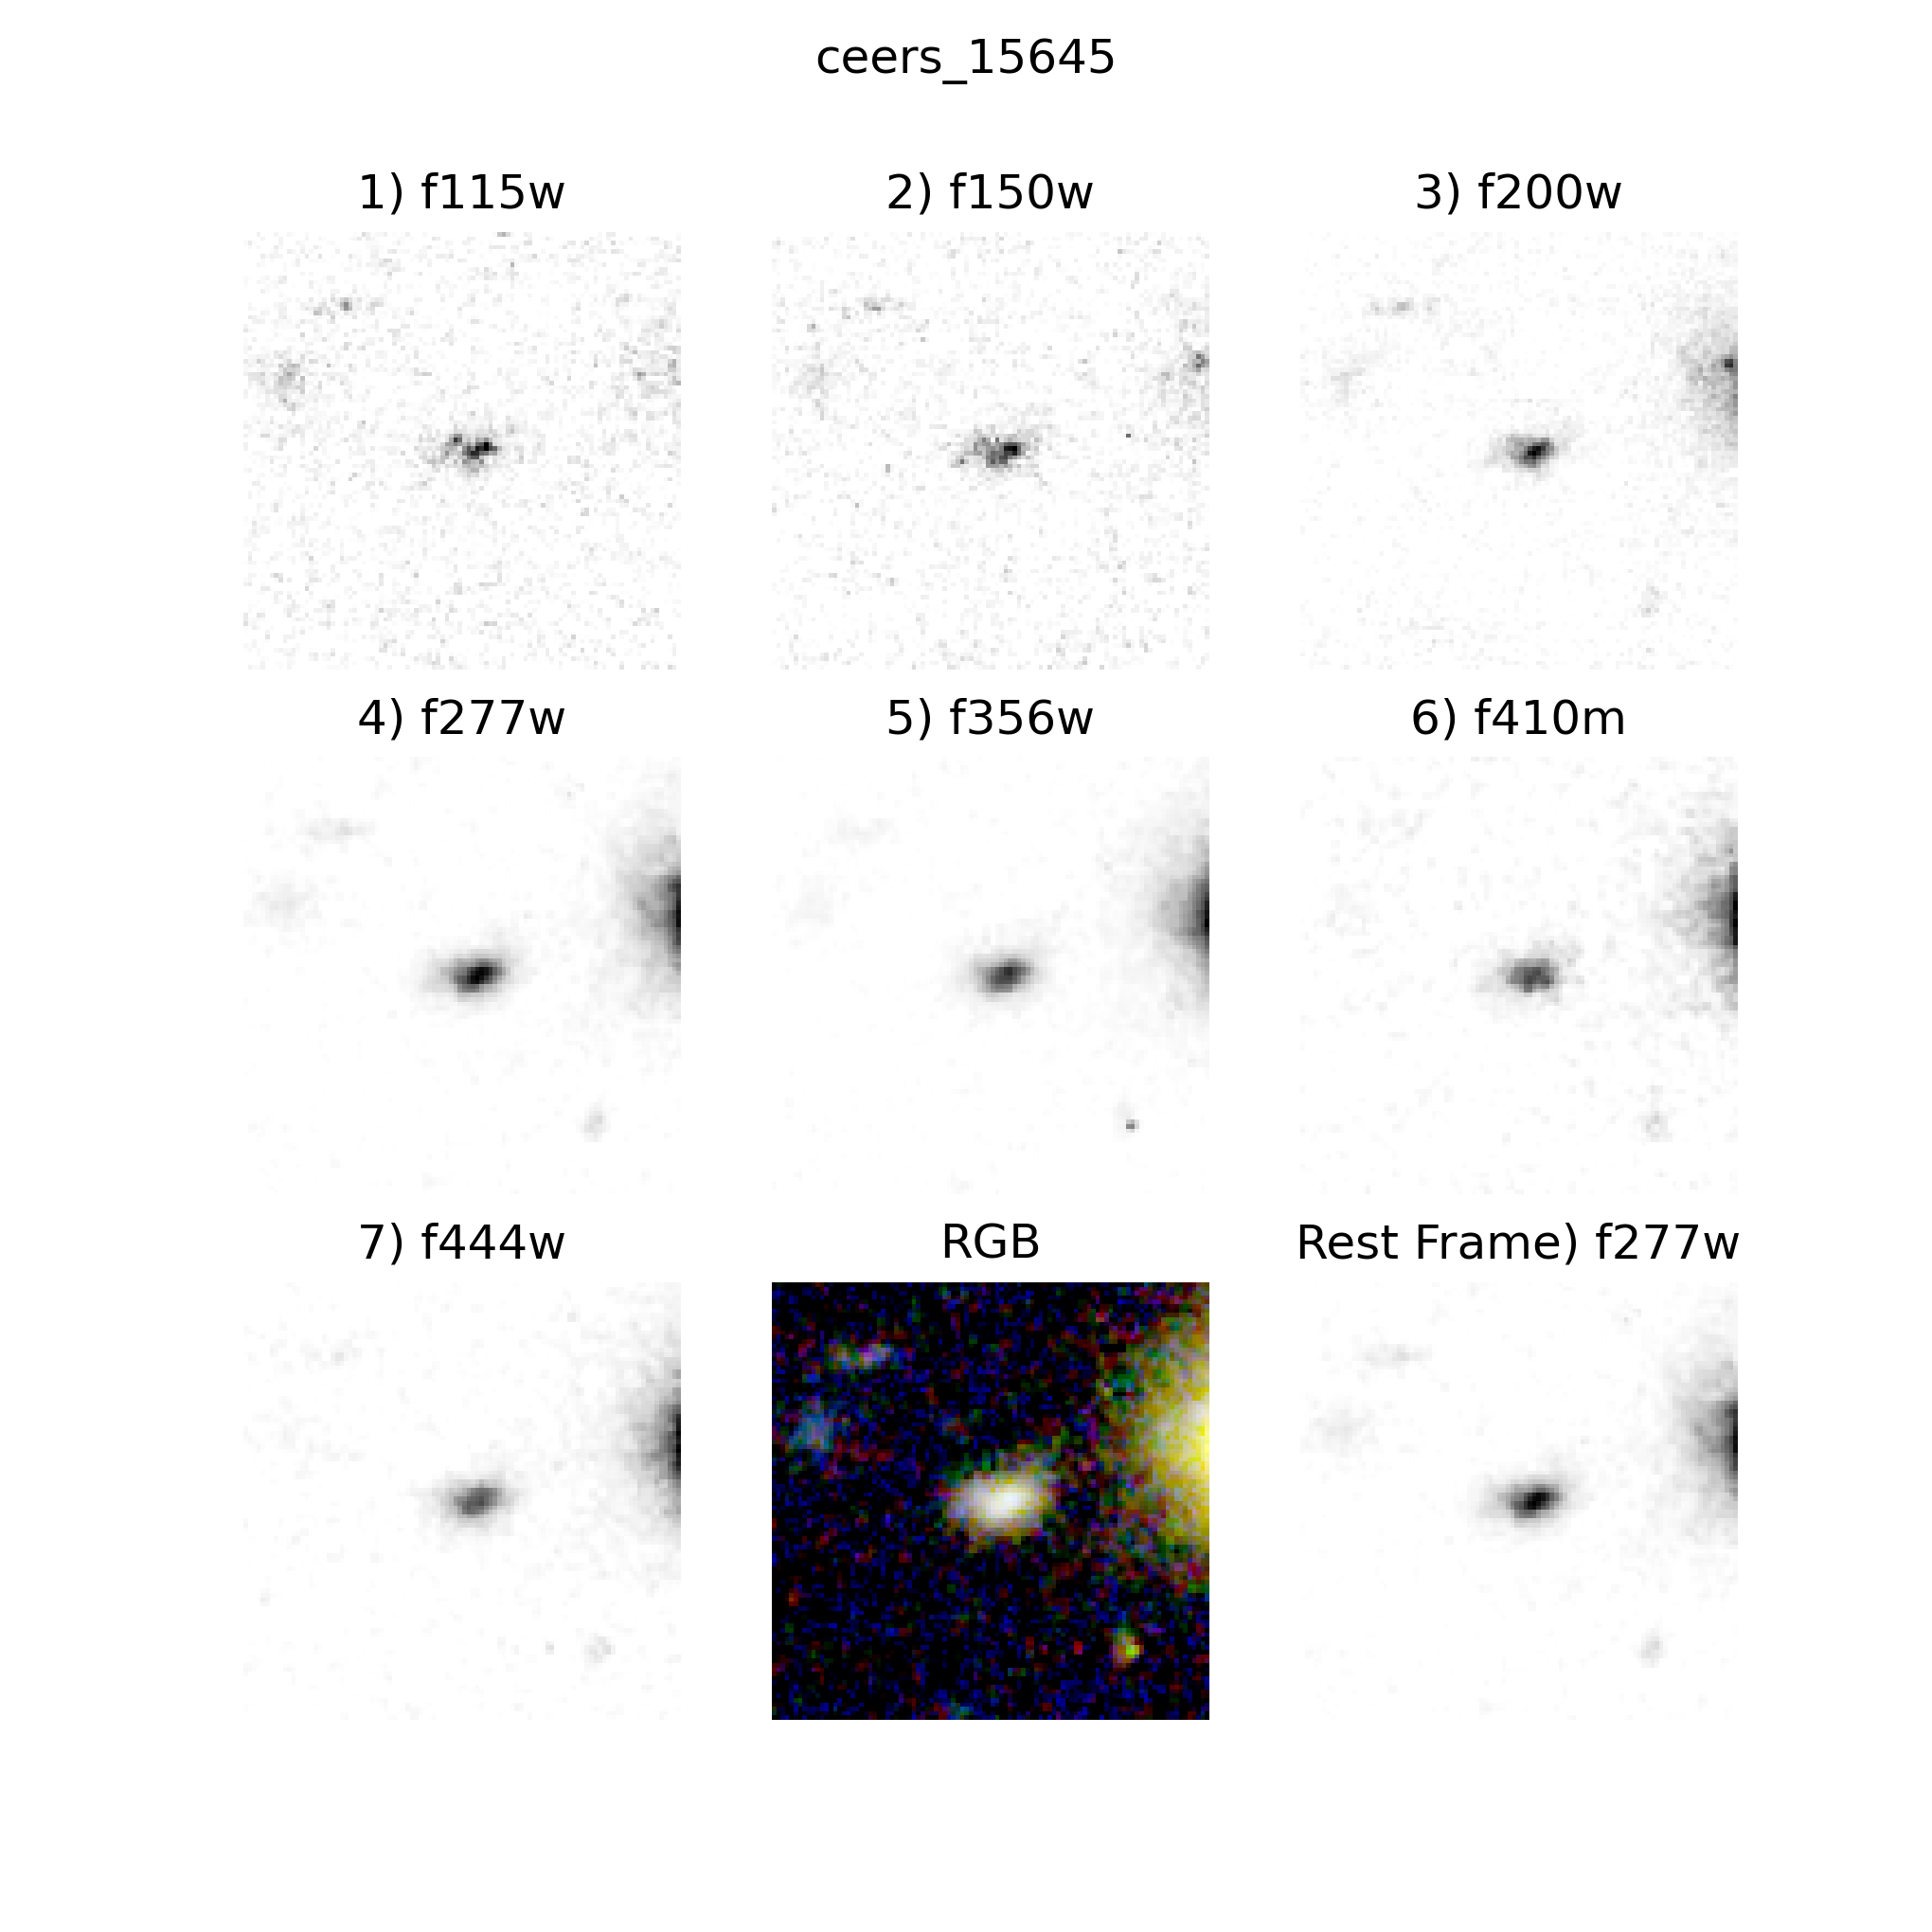 ceers_15645
1) f115w
2) f150w
3) f200w
4) f277w
5) f356w
6) f410m
7) f444w
RGB
Rest Frame) f277w